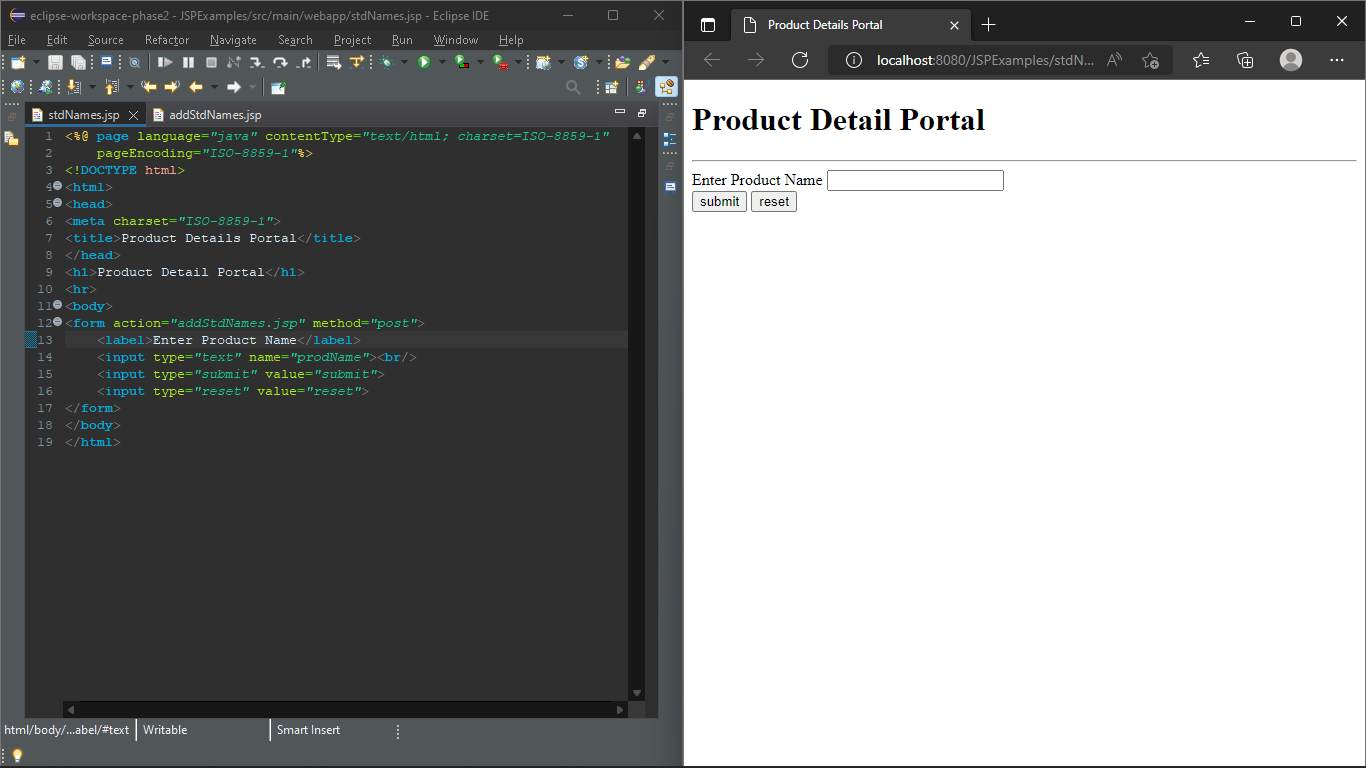 eclipse-workspace-phase2 - JSPExamples/src/main/webapp/stdNames.jsp - Eclipse IDE
File Edit Source Refactor Navigate Search Project Run Window Help
stdNames.jsp addStdNames.jsp
1 <%@ page language="java" contentType="text/html; charset=ISO-8859-1"
2 pageEncoding="ISO-8859-1"%>
3 <!DOCTYPE html>
4 <html>
5 <head>
6 <meta charset="ISO-8859-1">
7 <title>Product Details Portal</title>
8 </head>
9 <h1>Product Detail Portal</h1>
10 <hr>
11 <body>
12 <form action="addStdNames.jsp" method="post">
13 <label>Enter Product Name</label>
14 <input type="text" name="prodName"><br/>
15 <input type="submit" value="submit">
16 <input type="reset" value="reset">
17 </form>
18 </body>
19 </html>
html/body/...abel/#text Writable Smart Insert
Product Details Portal
localhost:8080/JSPExamples/stdN...
Product Detail Portal
Enter Product Name
submit reset